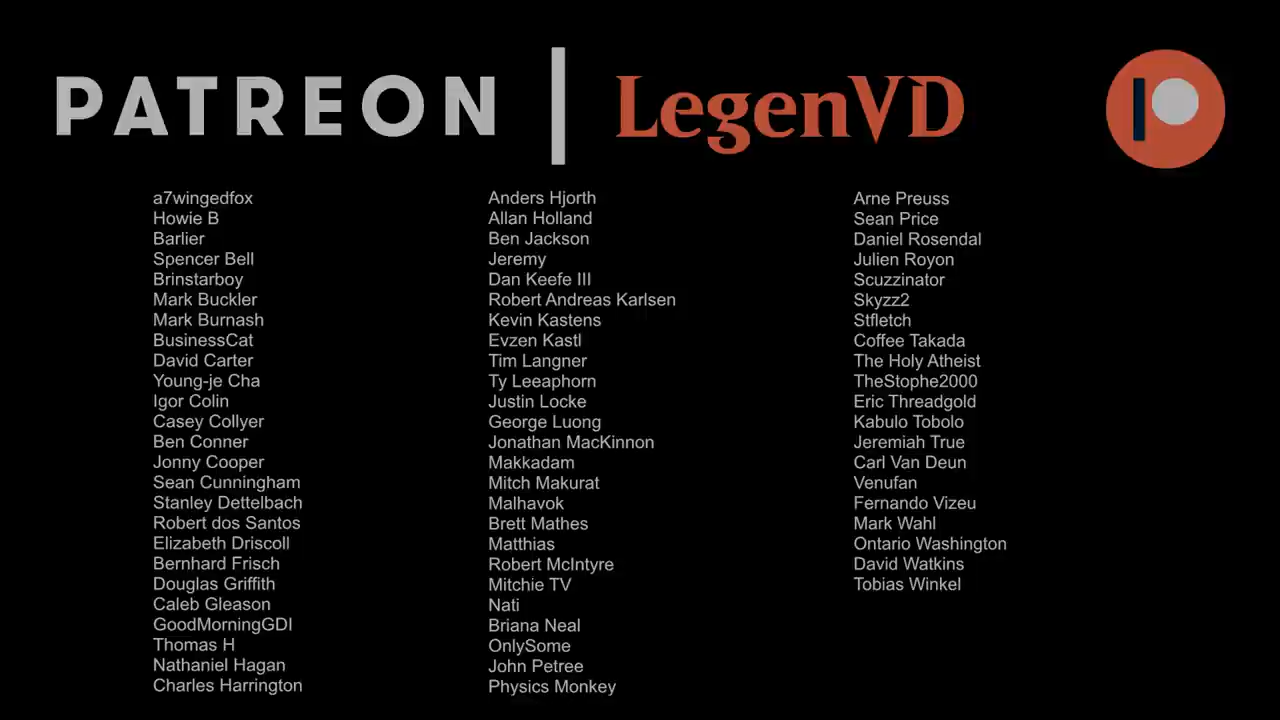 PATREON | LegenVD
a7wingedfox
Howie B
Barlier
Spencer Bell
Brinstarboy
Mark Buckler
Mark Burnash
BusinessCat
David Carter
Young-je Cha
Igor Colin
Casey Collyer
Ben Conner
Jonny Cooper
Sean Cunningham
Stanley Dettelbach
Robert dos Santos
Elizabeth Driscoll
Bernhard Frisch
Douglas Griffith
Caleb Gleason
GoodMorningGDI
Thomas H
Nathaniel Hagan
Charles Harrington
Anders Hjorth
Allan Holland
Ben Jackson
Jeremy
Dan Keefe III
Robert Andreas Karlsen
Kevin Kastens
Evzen Kastl
Tim Langner
Ty Leeaphorn
Justin Locke
George Luong
Jonathan MacKinnon
Makkadam
Mitch Makurat
Malhavok
Brett Mathes
Matthias
Robert McIntyre
Mitchie TV
Nati
Briana Neal
OnlySome
John Petree
Physics Monkey
Arne Preuss
Sean Price
Daniel Rosendal
Julien Royon
Scuzzinator
Skyzz2
Stfletch
Coffee Takada
The Holy Atheist
TheStophe2000
Eric Threadgold
Kabulo Tobolo
Jeremiah True
Carl Van Deun
Venufan
Fernando Vizeu
Mark Wahl
Ontario Washington
David Watkins
Tobias Winkel